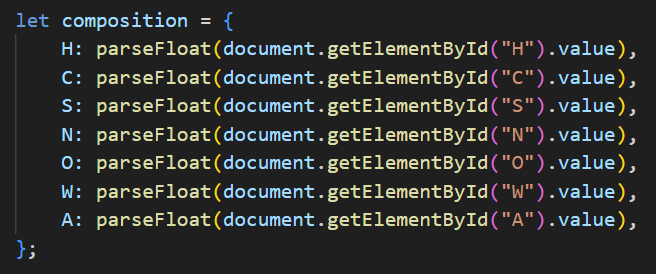 let composition = {
    H: parseFloat(document.getElementById("H").value),
    C: parseFloat(document.getElementById("C").value),
    S: parseFloat(document.getElementById("S").value),
    N: parseFloat(document.getElementById("N").value),
    O: parseFloat(document.getElementById("O").value),
    W: parseFloat(document.getElementById("W").value),
    A: parseFloat(document.getElementById("A").value),
};